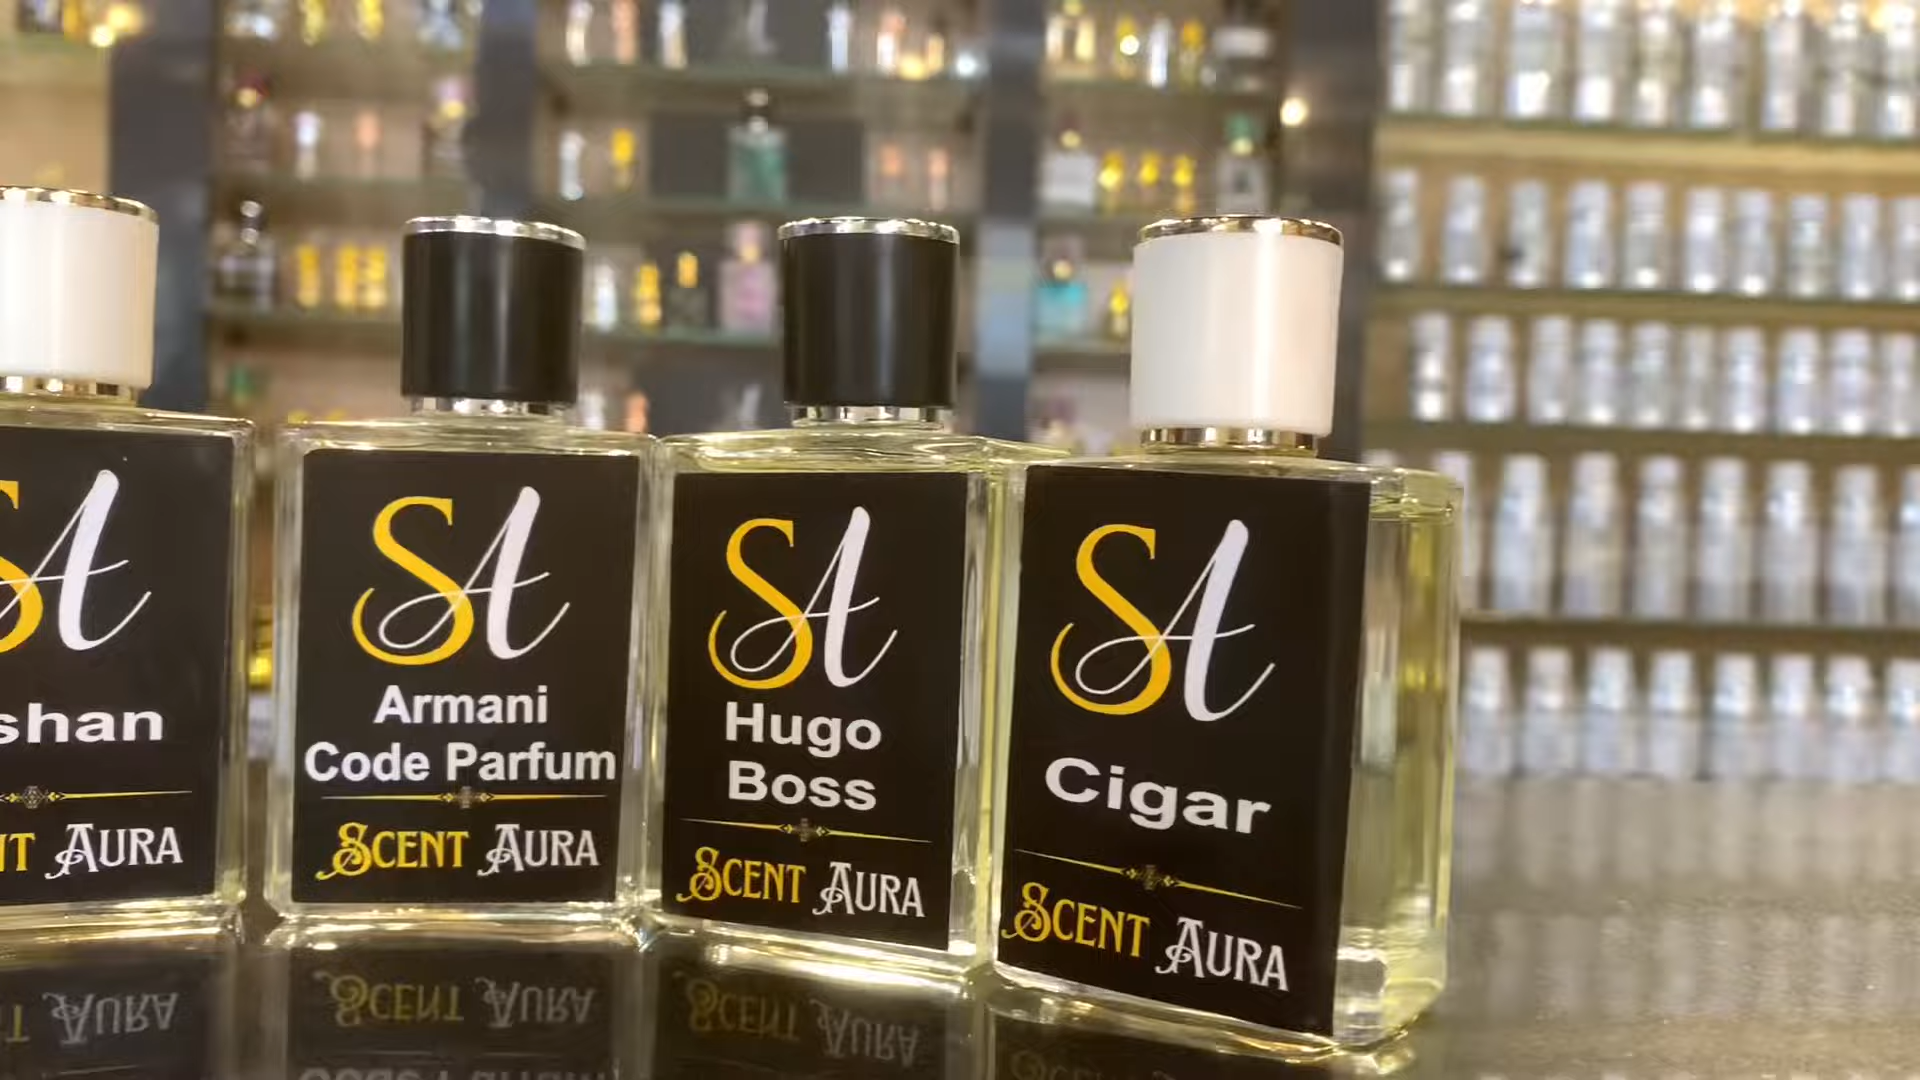 SA
shan
NT AURA
SA
Armani
Code Parfum
SCENT AURA
SA
Hugo
Boss
SCENT AURA
SA
Cigar
SCENT AURA